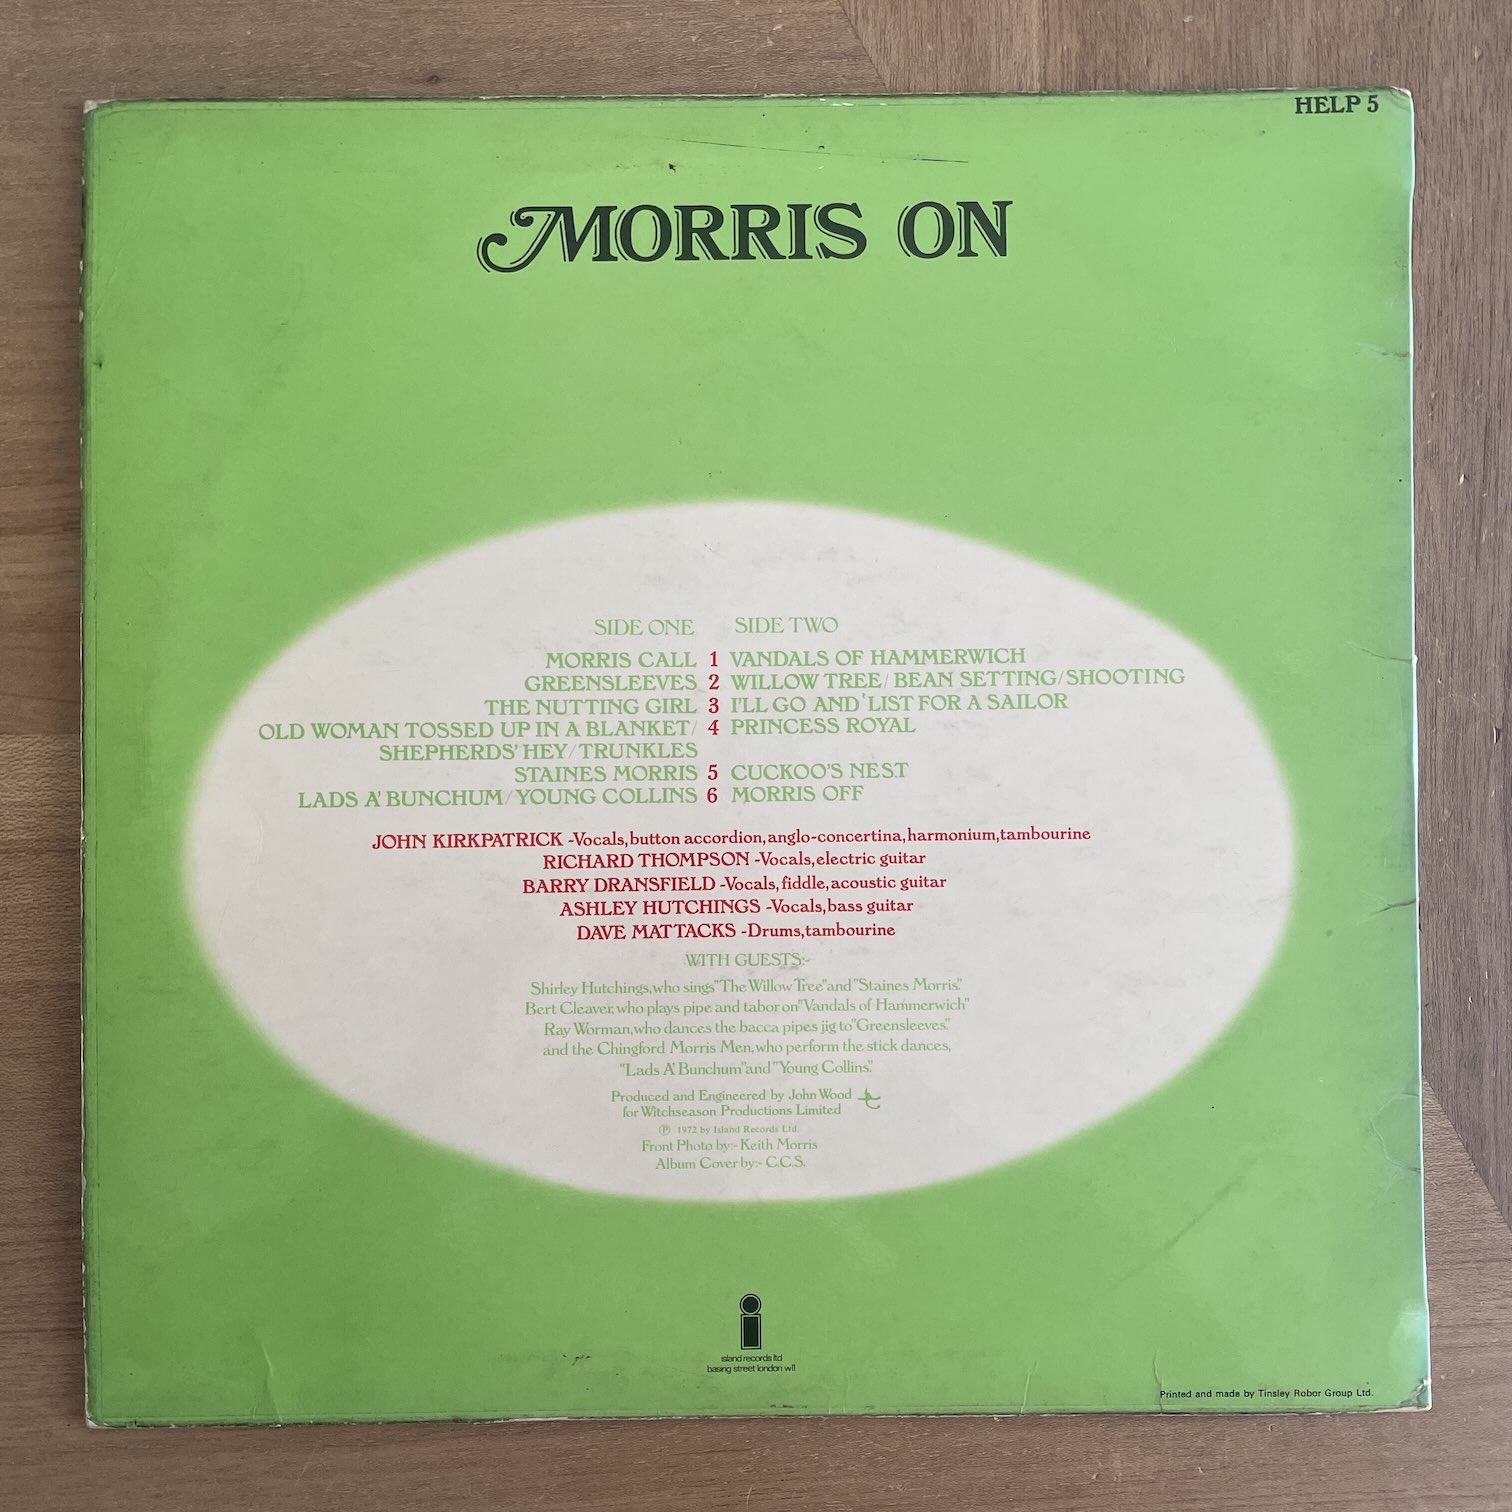 HELP 5
MORRIS ON
SIDE ONE SIDE TWO
MORRIS CALL 1 VANDALS OF HAMMERWICH
GREENSLEEVES 2 WILLOW TREE/BEAN SETTING/SHOOTING
THE NUTTING GIRL 3 I'LL GO AND 'LIST FOR A SAILOR
OLD WOMAN TOSSED UP IN A BLANKET/ 4 PRINCESS ROYAL
SHEPHERDS' HEY/TRUNKLES
STAINES MORRIS 5 CUCKOO'S NEST
LADS A' BUNCHUM/YOUNG COLLINS 6 MORRIS OFF
JOHN KIRKPATRICK -Vocals, button accordion, anglo-concertina, harmonium, tambourine
RICHARD THOMPSON -Vocals, electric guitar
BARRY DRANSFIELD -Vocals, fiddle, acoustic guitar
ASHLEY HUTCHINGS -Vocals, bass guitar
DAVE MATTACKS -Drums, tambourine
WITH GUESTS:-
Shirley Hutchings, who sings "The Willow Tree" and "Staines Morris."
Bert Cleaver, who plays pipe and tabor on "Vandals of Hammerwich"
Ray Worman, who dances the bacca pipes jig to "Greensleeves."
and the Chingford Morris Men, who perform the stick dances,
"Lads A' Bunchum" and "Young Collins."
Produced and Engineered by John Wood
for Witchseason Productions Limited
℗ 1972 by Island Records Ltd.
Front Photo by:- Keith Morris
Album Cover by:- C.C.S.
island records ltd
basing street london w11
Printed and made by Tinsley Robor Group Ltd.